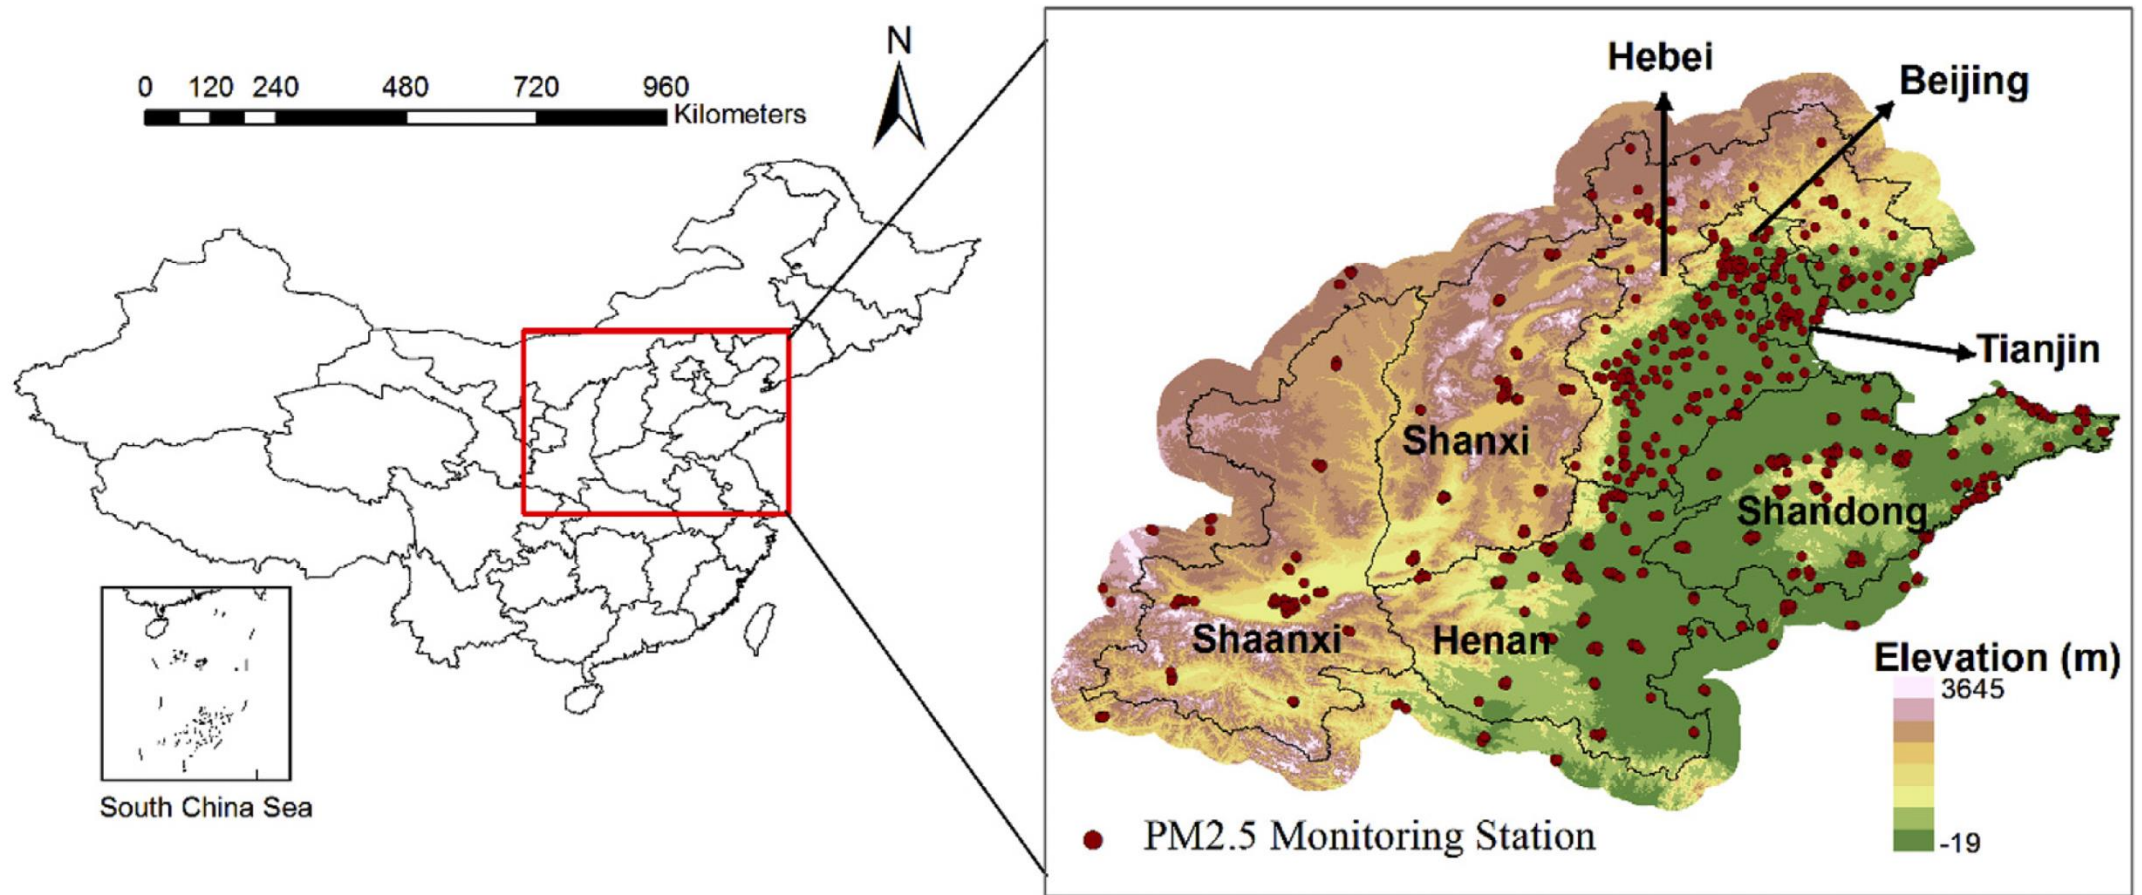 N
0 120 240 480 720 960
Kilometers
South China Sea
Hebei
Beijing
Tianjin
Shanxi
Shandong
Shaanxi
Henan
Elevation (m)
3645
-19
PM2.5 Monitoring Station